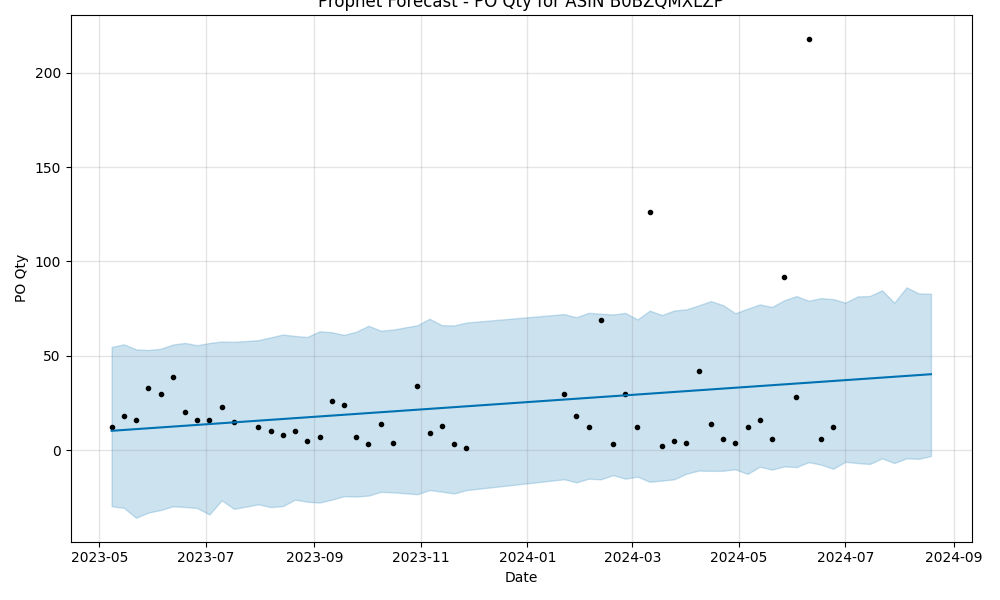 Prophet Forecast - PO Qty for ASIN B0BZQMXLZP
200
150
100
50
0
PO Qty
2023-05 2023-07 2023-09 2023-11 2024-01 2024-03 2024-05 2024-07 2024-09
Date